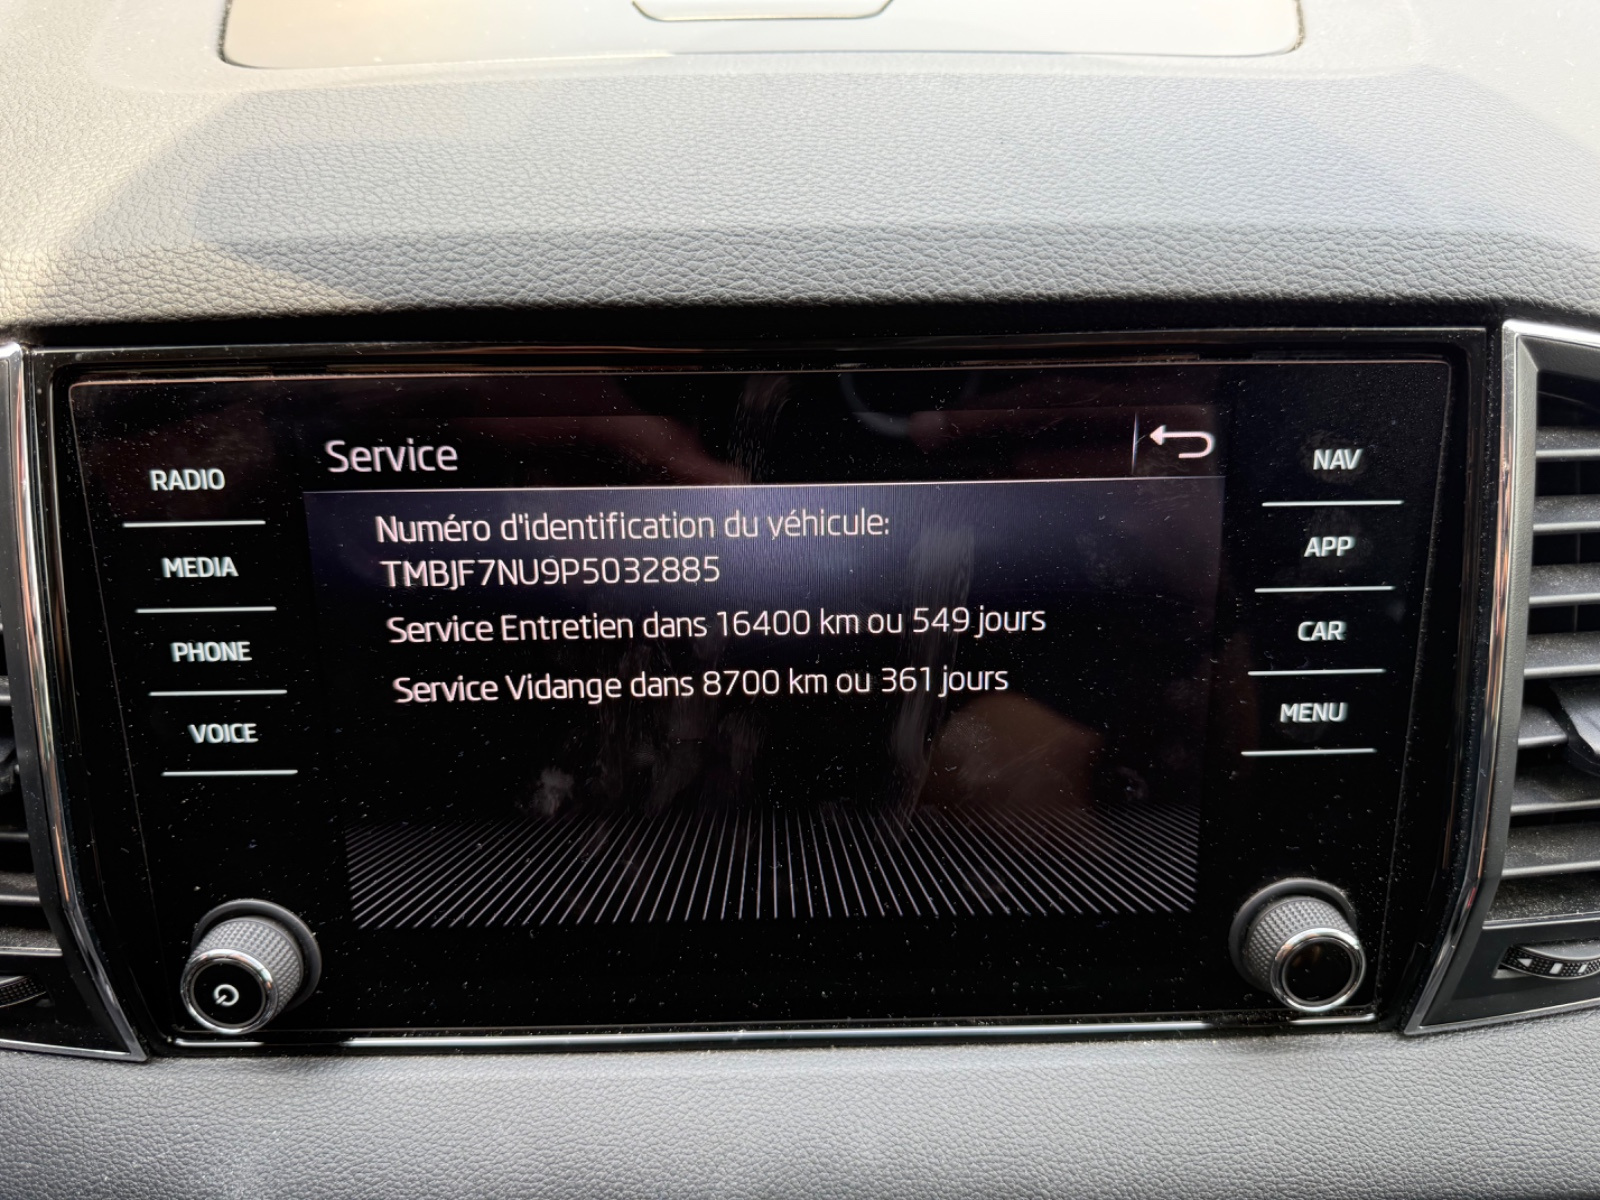 Service
RADIO
MEDIA
PHONE
VOICE
Numéro d'identification du véhicule:
TMBJF7NU9P5032885
Service Entretien dans 16400 km ou 549 jours
Service Vidange dans 8700 km ou 361 jours
NAV
APP
CAR
MENU